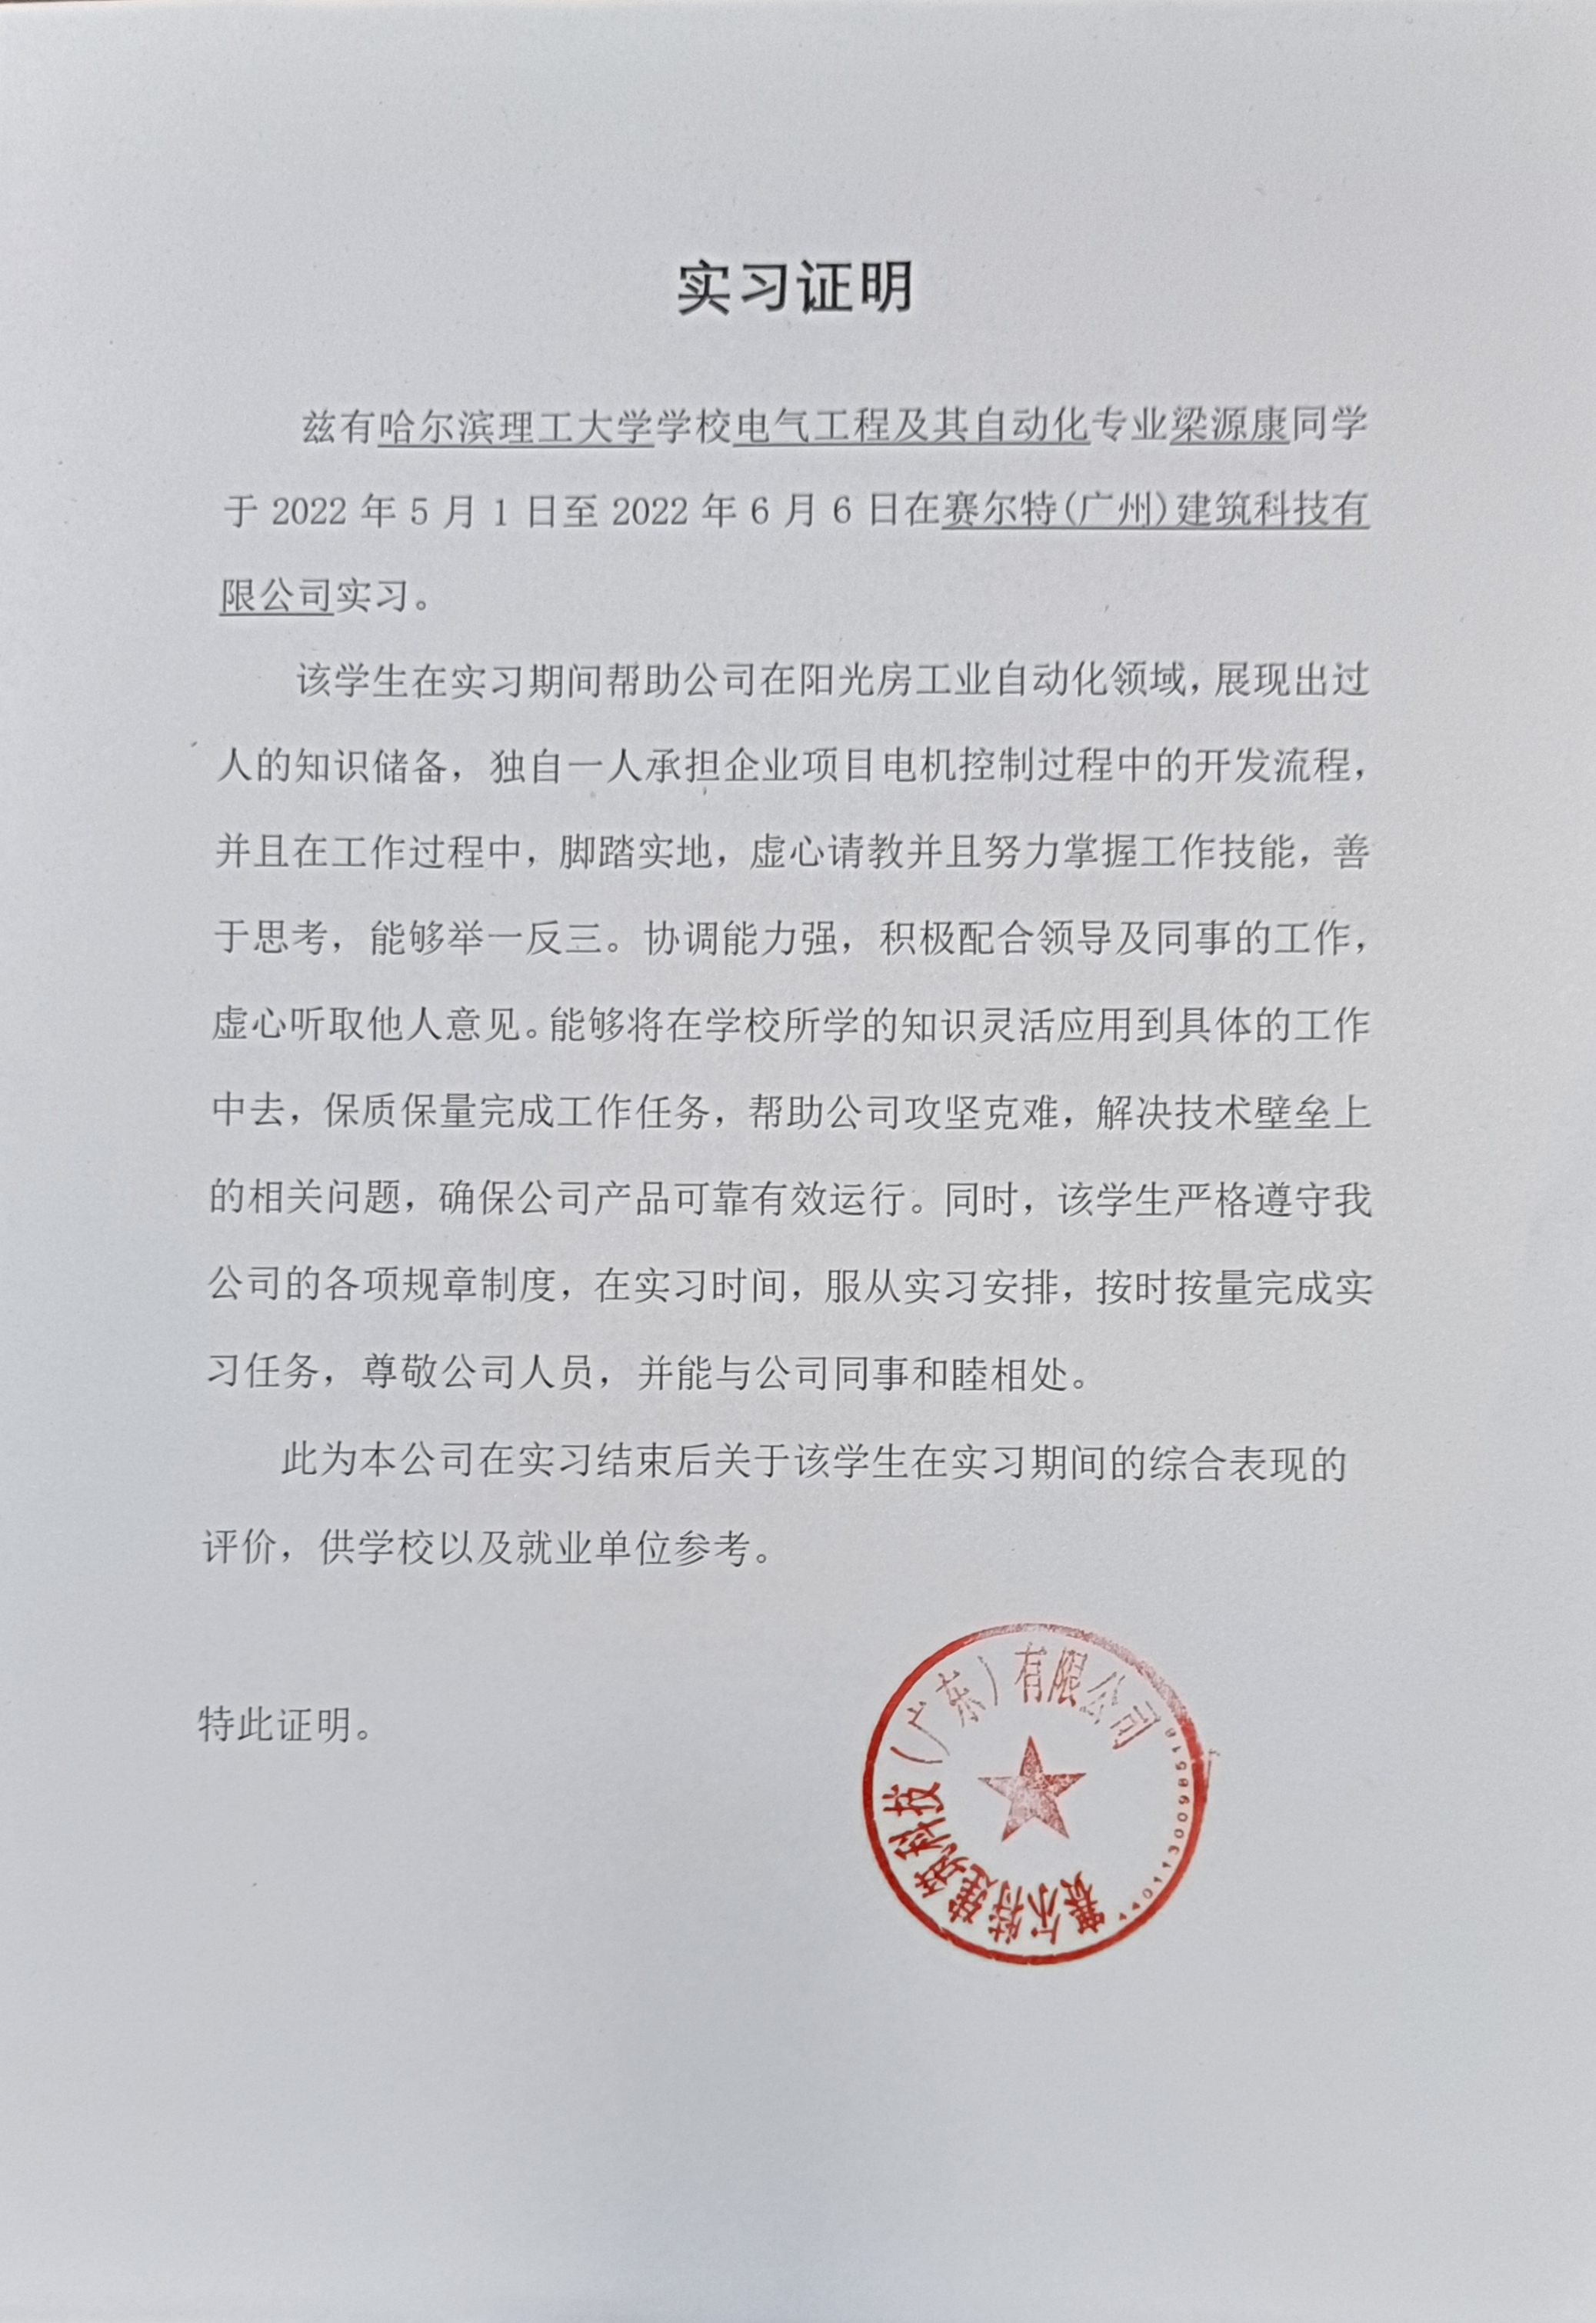 实习证明
兹有哈尔滨理工大学学校电气工程及其自动化专业梁源康同学
于 2022 年 5 月 1 日至 2022 年 6 月 6 日在赛尔特(广州)建筑科技有
限公司实习。
该学生在实习期间帮助公司在阳光房工业自动化领域，展现出过
人的知识储备，独自一人承担企业项目电机控制过程中的开发流程，
并且在工作过程中，脚踏实地，虚心请教并且努力掌握工作技能，善
于思考，能够举一反三。协调能力强，积极配合领导及同事的工作，
虚心听取他人意见。能够将在学校所学的知识灵活应用到具体的工作
中去，保质保量完成工作任务，帮助公司攻坚克难，解决技术壁垒上
的相关问题，确保公司产品可靠有效运行。同时，该学生严格遵守我
公司的各项规章制度，在实习时间，服从实习安排，按时按量完成实
习任务，尊敬公司人员，并能与公司同事和睦相处。
此为本公司在实习结束后关于该学生在实习期间的综合表现的
评价，供学校以及就业单位参考。
特此证明。
赛尔特建筑科技（广东）有限公司
4401130098518